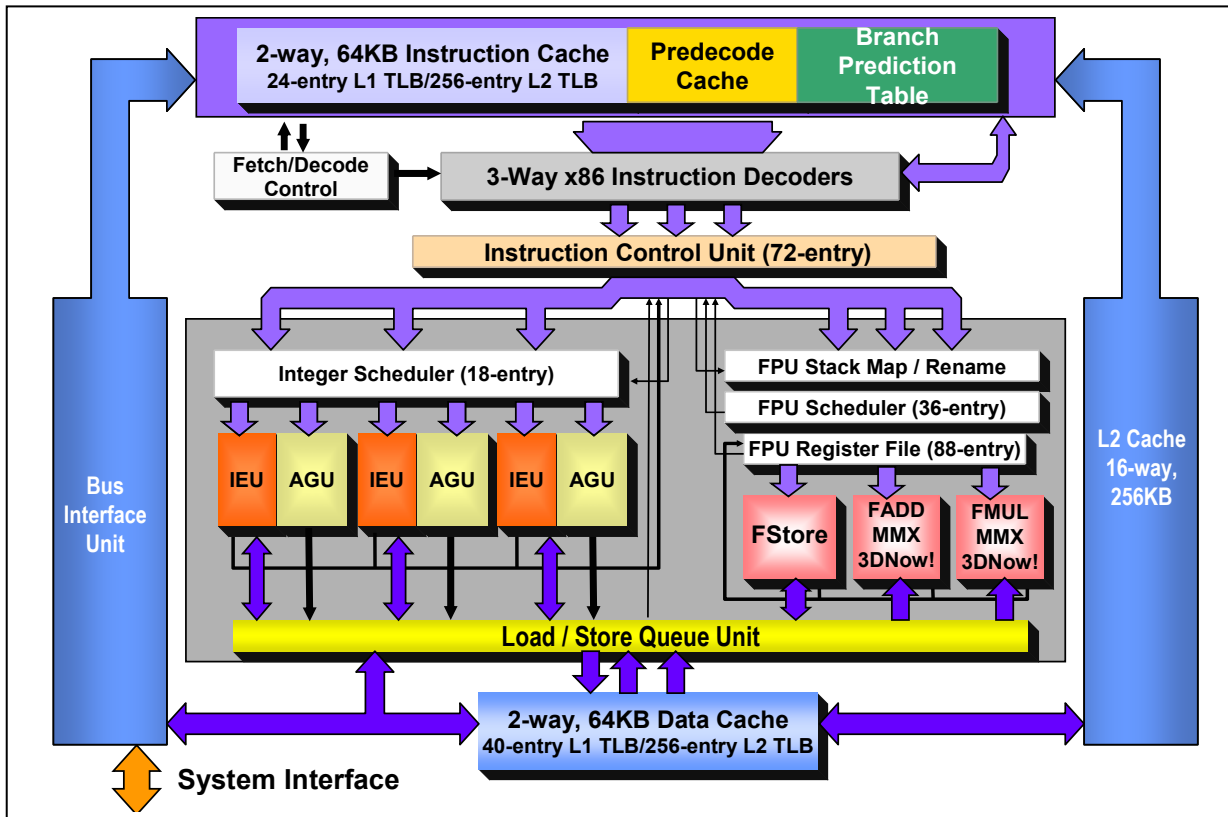 2-way, 64KB Instruction Cache
24-entry L1 TLB/256-entry L2 TLB
Predecode
Cache
Branch
Prediction
Table
Fetch/Decode
Control
3-Way x86 Instruction Decoders
Instruction Control Unit (72-entry)
Integer Scheduler (18-entry)
FPU Stack Map / Rename
FPU Scheduler (36-entry)
FPU Register File (88-entry)
IEU
AGU
IEU
AGU
IEU
AGU
FStore
FADD
MMX
3DNow!
FMUL
MMX
3DNow!
Bus
Interface
Unit
L2 Cache
16-way,
256KB
Load / Store Queue Unit
2-way, 64KB Data Cache
40-entry L1 TLB/256-entry L2 TLB
System Interface